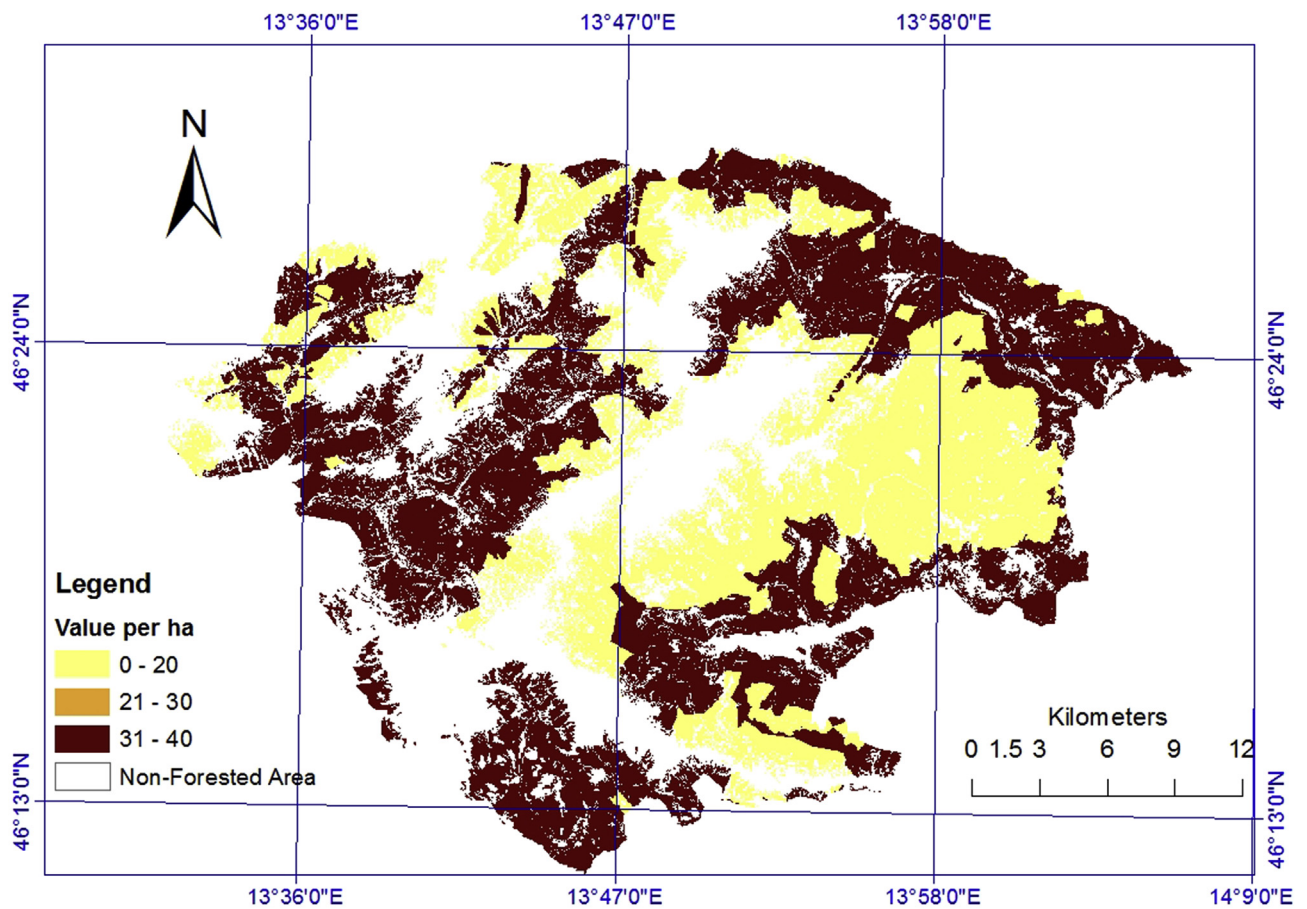 13°36'0"E 13°47'0"E 13°58'0"E
N
46°24'0"N
46°24'0"N
Legend
Value per ha
0 - 20
21 - 30
31 - 40
Non-Forested Area
Kilometers
0 1.5 3 6 9 12
46°13'0"N
46°13'0"N
13°36'0"E 13°47'0"E 13°58'0"E 14°9'0"E